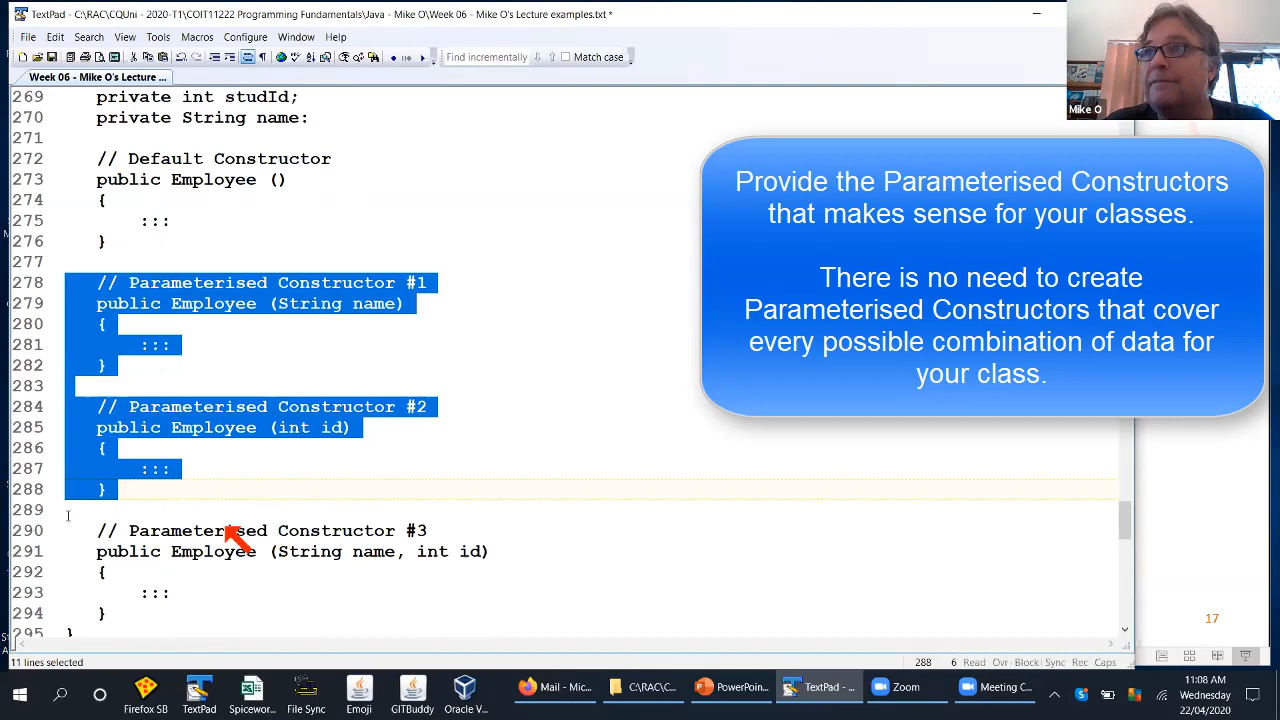 TextPad - C:\RAC\CQUni - 2020-T1\COIT11222 Programming Fundamentals\Java - Mike O\Week 06 - Mike O's Lecture examples.txt *
File Edit Search View Tools Macros Configure Window Help
Find incrementally Match case
Week 06 - Mike O's Lecture ...
Mike O
269 private int studId;
270 private String name:
271
272 // Default Constructor
273 public Employee ()
274 {
275 :::
276 }
277
278 // Parameterised Constructor #1
279 public Employee (String name)
280 {
281 :::
282 }
283
284 // Parameterised Constructor #2
285 public Employee (int id)
286 {
287 :::
288 }
289
290 // Parameterised Constructor #3
291 public Employee (String name, int id)
292 {
293 :::
294 }
295 }
Provide the Parameterised Constructors
that makes sense for your classes.
There is no need to create
Parameterised Constructors that cover
every possible combination of data for
your class.
17
11 lines selected 288 6 Read Ovr Block Sync Rec Caps
Firefox SB TextPad Spicewor... File Sync Emoji GITBuddy Oracle V...
Mail - Mic... C:\RAC\C... PowerPoin... TextPad - ... Zoom Meeting C...
11:08 AM
Wednesday
22/04/2020